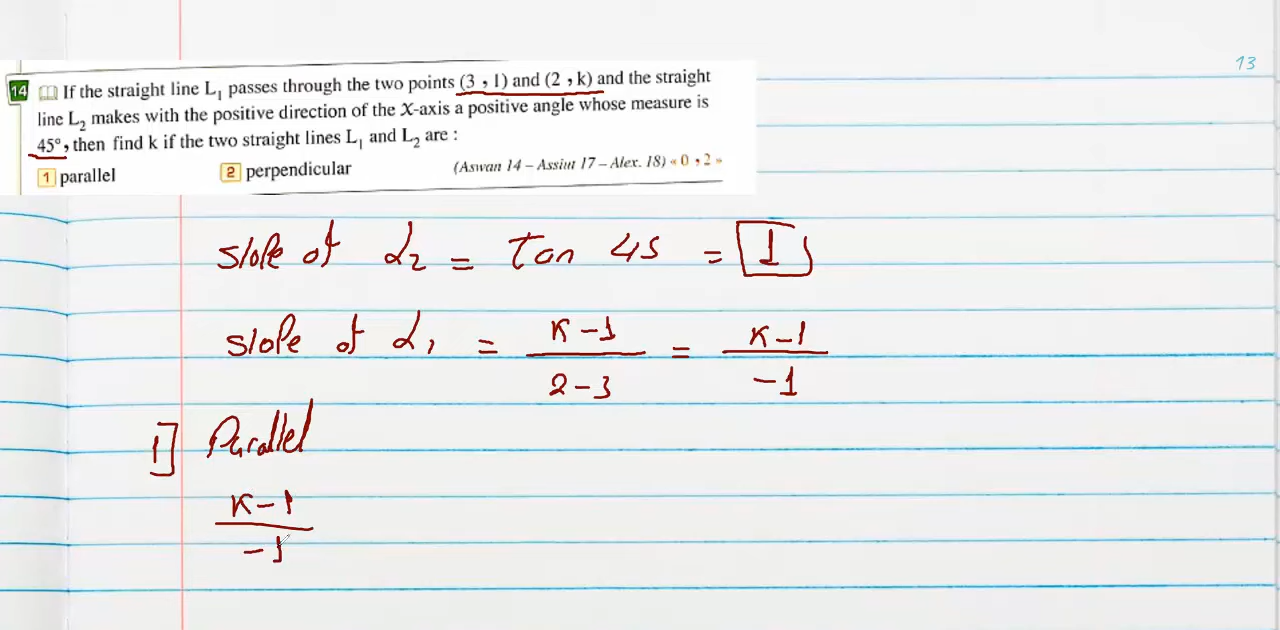 13
14 If the straight line L₁ passes through the two points (3 , 1) and (2 , k) and the straight
line L₂ makes with the positive direction of the X-axis a positive angle whose measure is
45°, then find k if the two straight lines L₁ and L₂ are :
1 parallel 2 perpendicular (Aswan 14 – Assiut 17 – Alex. 18) « 0 , 2 »
slope of L₂ = Tan 45 = 1
slope of L₁ = K-1 / 2-3 = K-1 / -1
1] Parallel
K-1 / -1